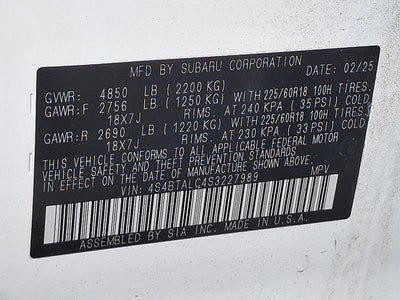 MFD BY SUBARU CORPORATION DATE: 02/25
GVWR: 4850 LB (2200 KG)
GAWR:F 2756 LB (1250 KG) WITH 225/60R18 100H TIRES.
18X7J RIMS. AT 240 KPA (35 PSI) COLD
GAWR:R 2690 LB (1220 KG) WITH 225/60R18 100H TIRES.
18X7J RIMS. AT 230 KPA (33 PSI) COLD
THIS VEHICLE CONFORMS TO ALL APPLICABLE FEDERAL MOTOR
VEHICLE SAFETY AND THEFT PREVENTION STANDARDS
IN EFFECT ON THE DATE OF MANUFACTURE SHOWN ABOVE.
VIN: 4S4BTALC4S3227989 MPV
ASSEMBLED BY SIA INC. MADE IN U.S.A.